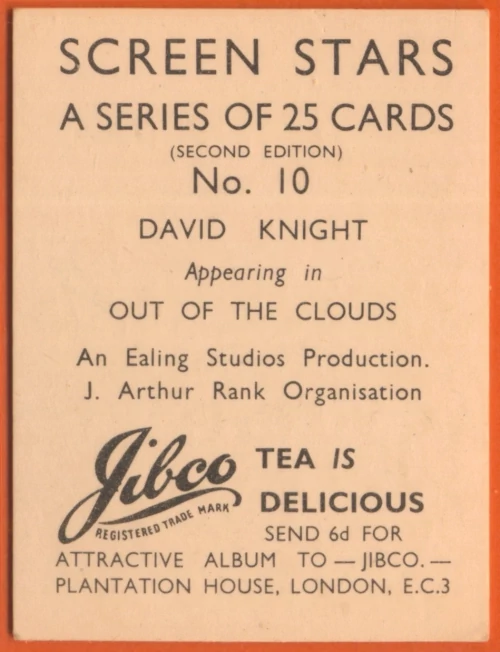 SCREEN STARS
A SERIES OF 25 CARDS
(SECOND EDITION)
No. 10
DAVID KNIGHT
Appearing in
OUT OF THE CLOUDS
An Ealing Studios Production.
J. Arthur Rank Organisation
Jibco
REGISTERED TRADE MARK
TEA IS
DELICIOUS
SEND 6d FOR
ATTRACTIVE ALBUM TO — JIBCO. —
PLANTATION HOUSE, LONDON, E.C.3